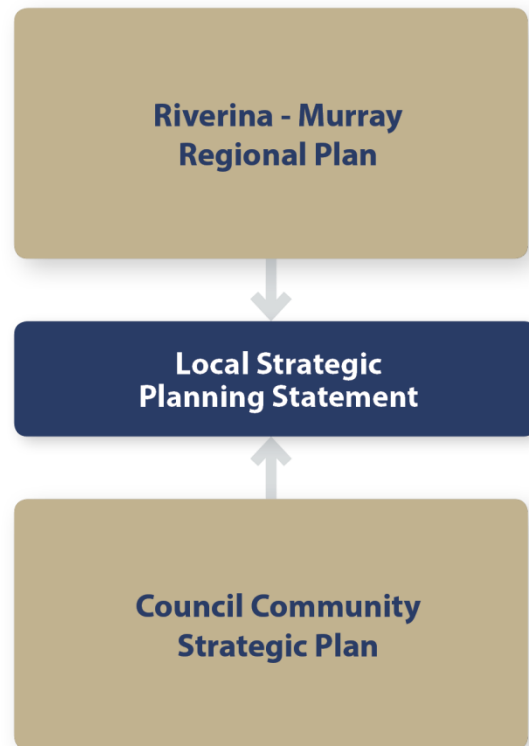 Riverina - Murray
Regional Plan
Local Strategic
Planning Statement
Council Community
Strategic Plan